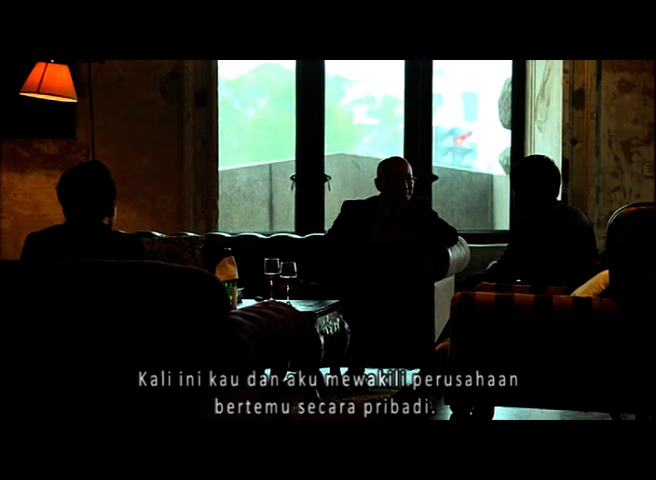 Kali ini kau dan aku mewakili perusahaan
bertemu secara pribadi.